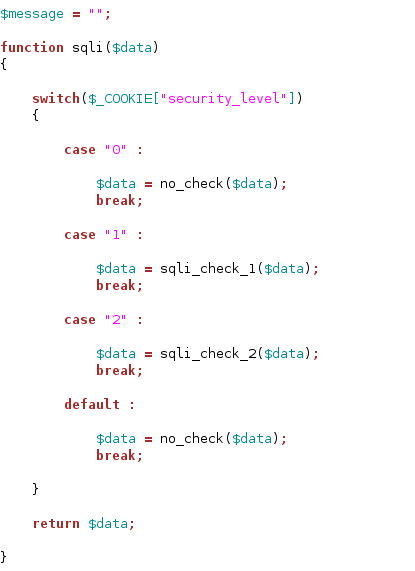 $message = "";
function sqli($data)
{
switch($_COOKIE["security_level"])
{
case "0" :
$data = no_check($data);
break;
case "1" :
$data = sqli_check_1($data);
break;
case "2" :
$data = sqli_check_2($data);
break;
default :
$data = no_check($data);
break;
}
return $data;
}